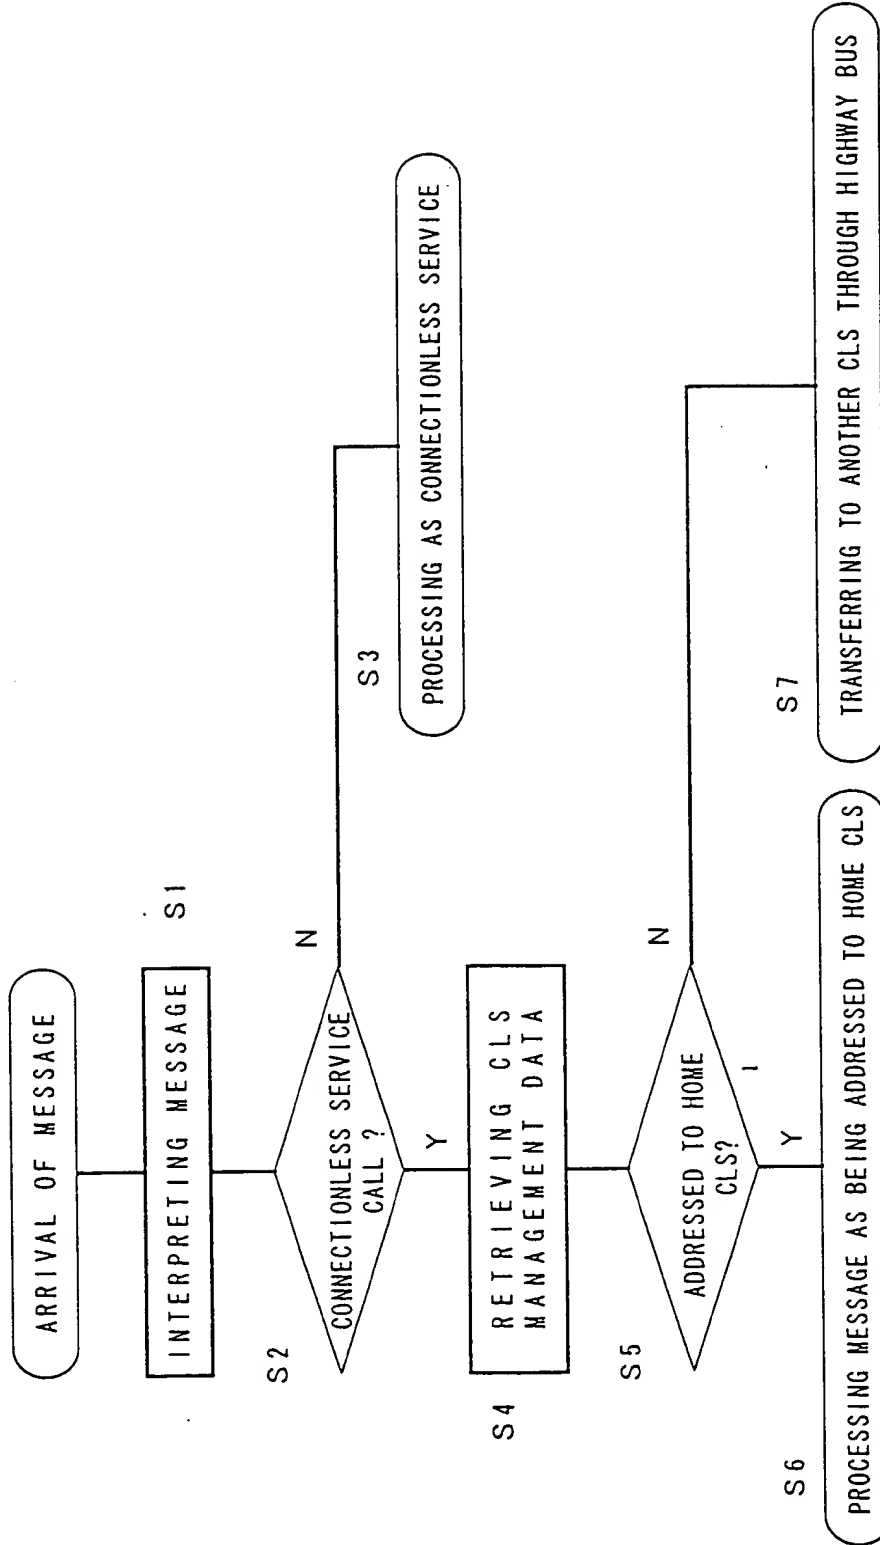 ARRIVAL OF MESSAGE
S1
INTERPRETING MESSAGE
S2
CONNECTIONLESS SERVICE
CALL ?
N
Y
S3
PROCESSING AS CONNECTIONLESS SERVICE
S4
RETRIEVING CLS
MANAGEMENT DATA
S5
ADDRESSED TO HOME
CLS?
N
Y
S6
PROCESSING MESSAGE AS BEING ADDRESSED TO HOME CLS
S7
TRANSFERRING TO ANOTHER CLS THROUGH HIGHWAY BUS